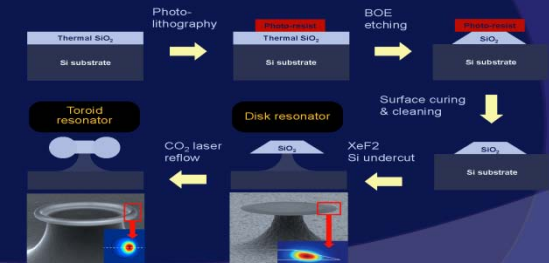 Photo-
lithography
BOE
etching
Photo-resist
Photo-resist
Thermal SiO₂
Thermal SiO₂
SiO₂
Si substrate
Si substrate
Si substrate
Surface curing
& cleaning
Toroid
resonator
Disk resonator
CO₂ laser
reflow
XeF2
Si undercut
SiO₂
SiO₂
Si substrate